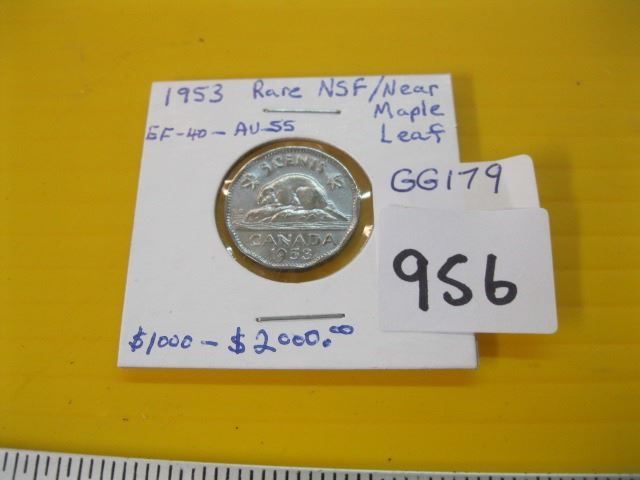 1953 Rare NSF/Near
Maple
Leaf
EF-40-AU-55
5 CENTS
CANADA
1953
GG179
956
$1000 - $2000.00